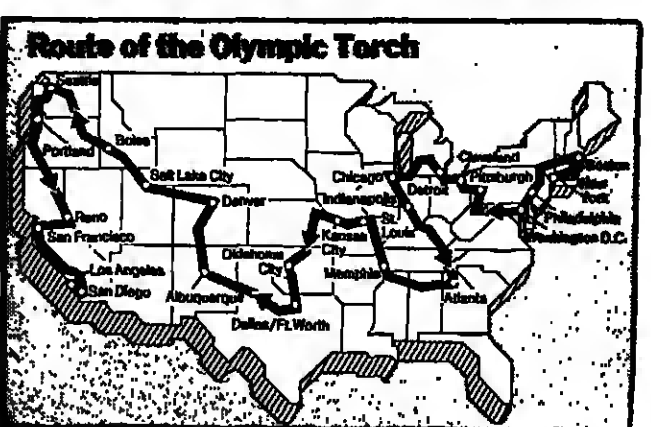 Route of the Olympic Torch
Seattle
Portland
Boise
Salt Lake City
Denver
Reno
San Francisco
Los Angeles
San Diego
Albuquerque
Oklahoma
City
Dallas/Ft. Worth
Kansas
City
St.
Louis
Memphis
Chicago
Indianapolis
Detroit
Cleveland
Pittsburgh
Atlanta
Boston
New
York
Philadelphia
Washington D.C.